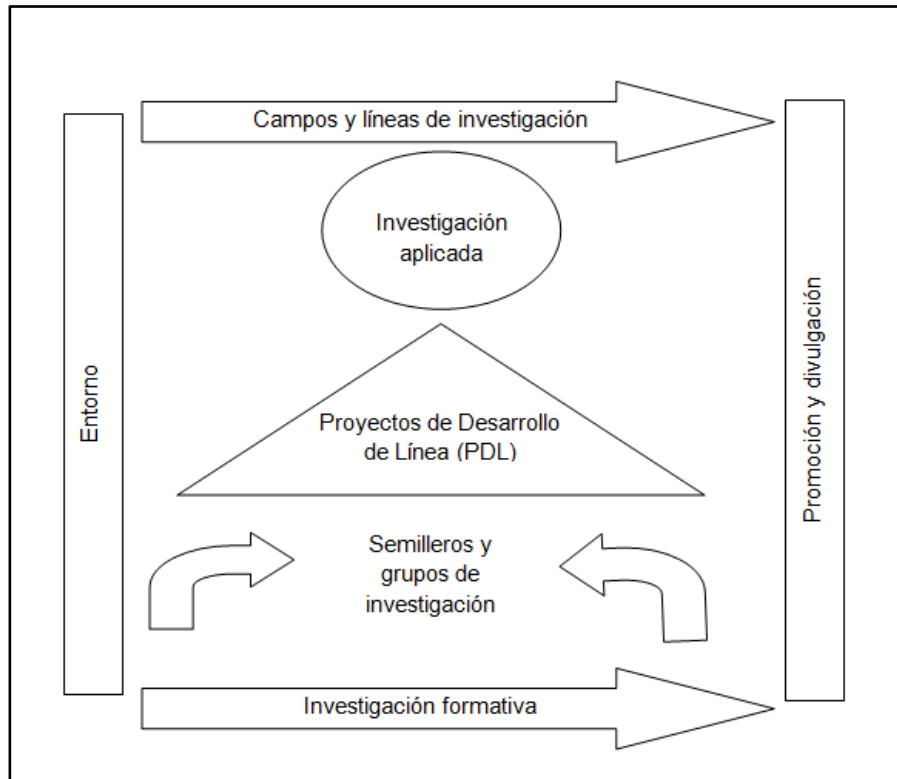 Campos y líneas de investigación
Investigación
aplicada
Entorno
Proyectos de Desarrollo
de Línea (PDL)
Promoción y divulgación
Semilleros y
grupos de
investigación
Investigación formativa